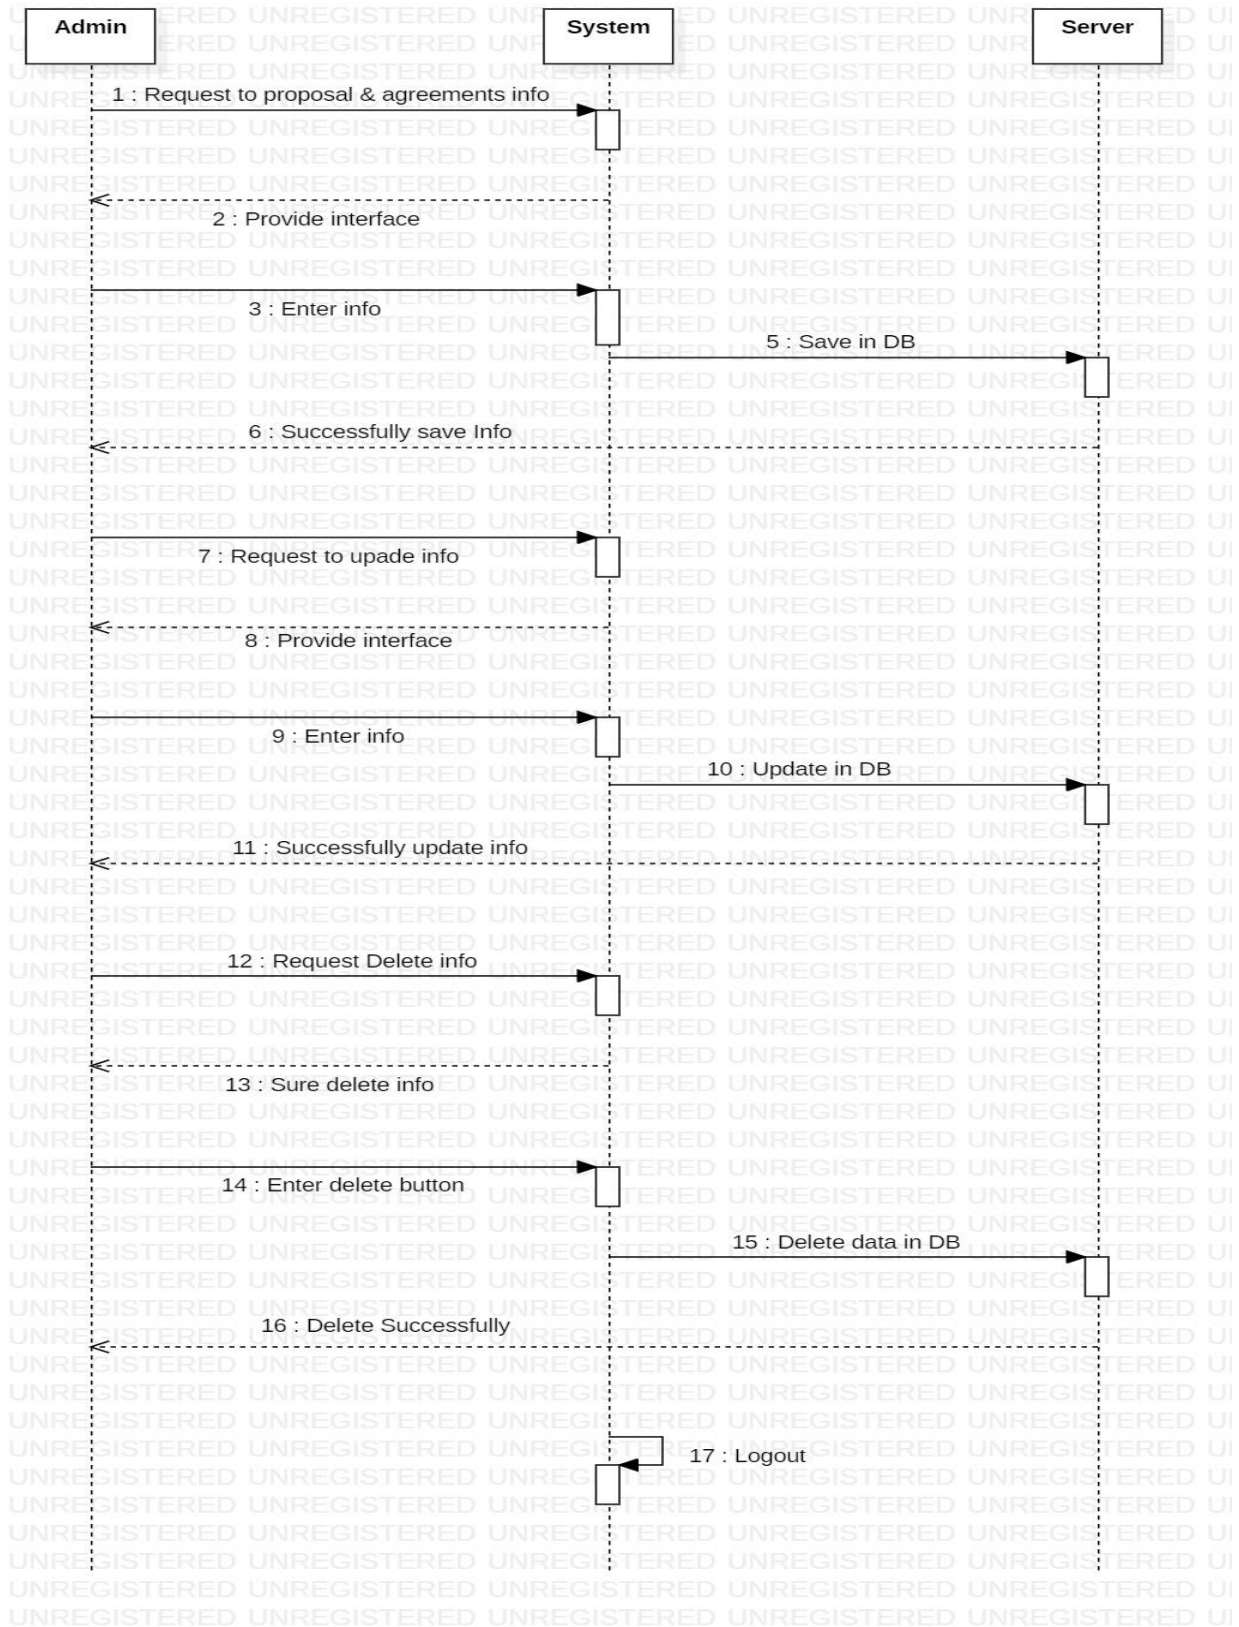 Admin
System
Server
1 : Request to proposal & agreements info
2 : Provide interface
3 : Enter info
5 : Save in DB
6 : Successfully save Info
7 : Request to upade info
8 : Provide interface
9 : Enter info
10 : Update in DB
11 : Successfully update info
12 : Request Delete info
13 : Sure delete info
14 : Enter delete button
15 : Delete data in DB
16 : Delete Successfully
17 : Logout
UNREGISTERED